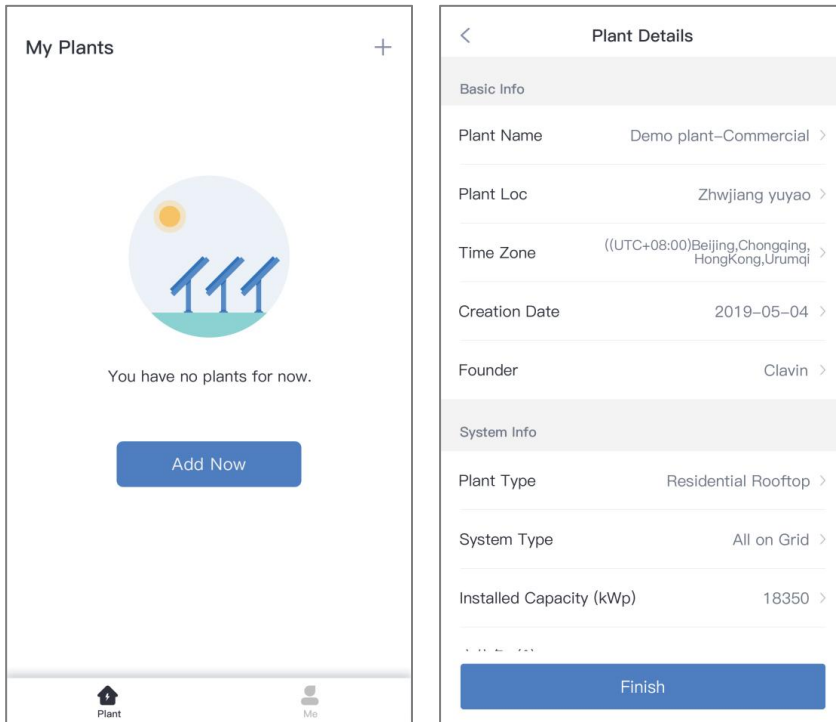 My Plants
You have no plants for now.
Add Now
Plant
Me
Plant Details
Basic Info
Plant Name
Demo plant-Commercial
Plant Loc
Zhwjiang yuyao
Time Zone
((UTC+08:00)Beijing,Chongqing,
HongKong,Urumqi
Creation Date
2019-05-04
Founder
Clavin
System Info
Plant Type
Residential Rooftop
System Type
All on Grid
Installed Capacity (kWp)
18350
Finish